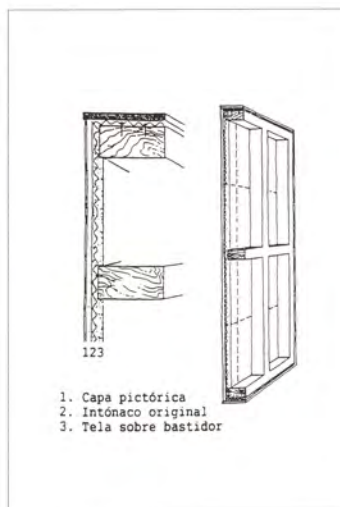 123
1. Capa pictórica
2. Intónaco original
3. Tela sobre bastidor